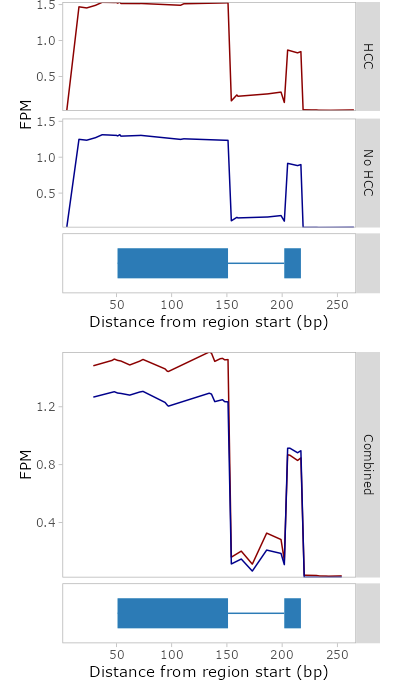 1.5
1.0
0.5
HCC
FPM
1.5
1.0
0.5
No HCC
50 100 150 200 250
Distance from region start (bp)
1.2
0.8
0.4
FPM
Combined
50 100 150 200 250
Distance from region start (bp)